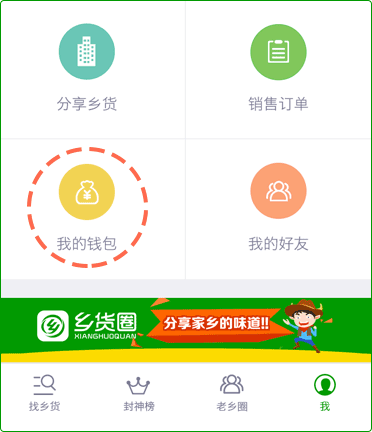 分享乡货
销售订单
¥
我的钱包
我的好友
乡货圈
XIANGHUOQUAN
分享家乡的味道!!
找乡货
封神榜
老乡圈
我